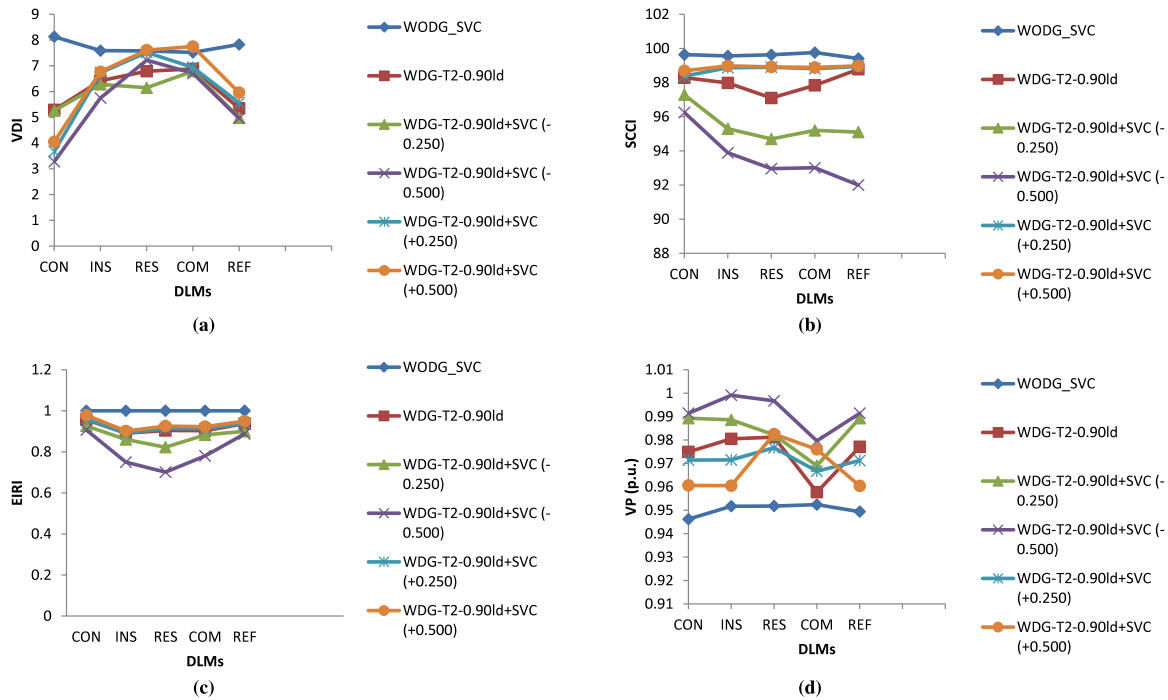 9
8
7
6
5
4
3
2
1
0
VDI
CON INS RES COM REF
DLMs
WODG_SVC
WDG-T2-0.90ld
WDG-T2-0.90ld+SVC (-
0.250)
WDG-T2-0.90ld+SVC (-
0.500)
WDG-T2-0.90ld+SVC
(+0.250)
WDG-T2-0.90ld+SVC
(+0.500)
(a)
102
100
98
96
94
92
90
88
SCCI
CON INS RES COM REF
DLMs
WODG_SVC
WDG-T2-0.90ld
WDG-T2-0.90ld+SVC (-
0.250)
WDG-T2-0.90ld+SVC (-
0.500)
WDG-T2-0.90ld+SVC
(+0.250)
WDG-T2-0.90ld+SVC
(+0.500)
(b)
1.2
1
0.8
0.6
0.4
0.2
0
EIRI
CON INS RES COM REF
DLMs
WODG_SVC
WDG-T2-0.90ld
WDG-T2-0.90ld+SVC (-
0.250)
WDG-T2-0.90ld+SVC (-
0.500)
WDG-T2-0.90ld+SVC
(+0.250)
WDG-T2-0.90ld+SVC
(+0.500)
(c)
1.01
1
0.99
0.98
0.97
0.96
0.95
0.94
0.93
0.92
0.91
VP (p.u.)
CON INS RES COM REF
DLMs
WODG_SVC
WDG-T2-0.90ld
WDG-T2-0.90ld+SVC (-
0.250)
WDG-T2-0.90ld+SVC (-
0.500)
WDG-T2-0.90ld+SVC
(+0.250)
WDG-T2-0.90ld+SVC
(+0.500)
(d)